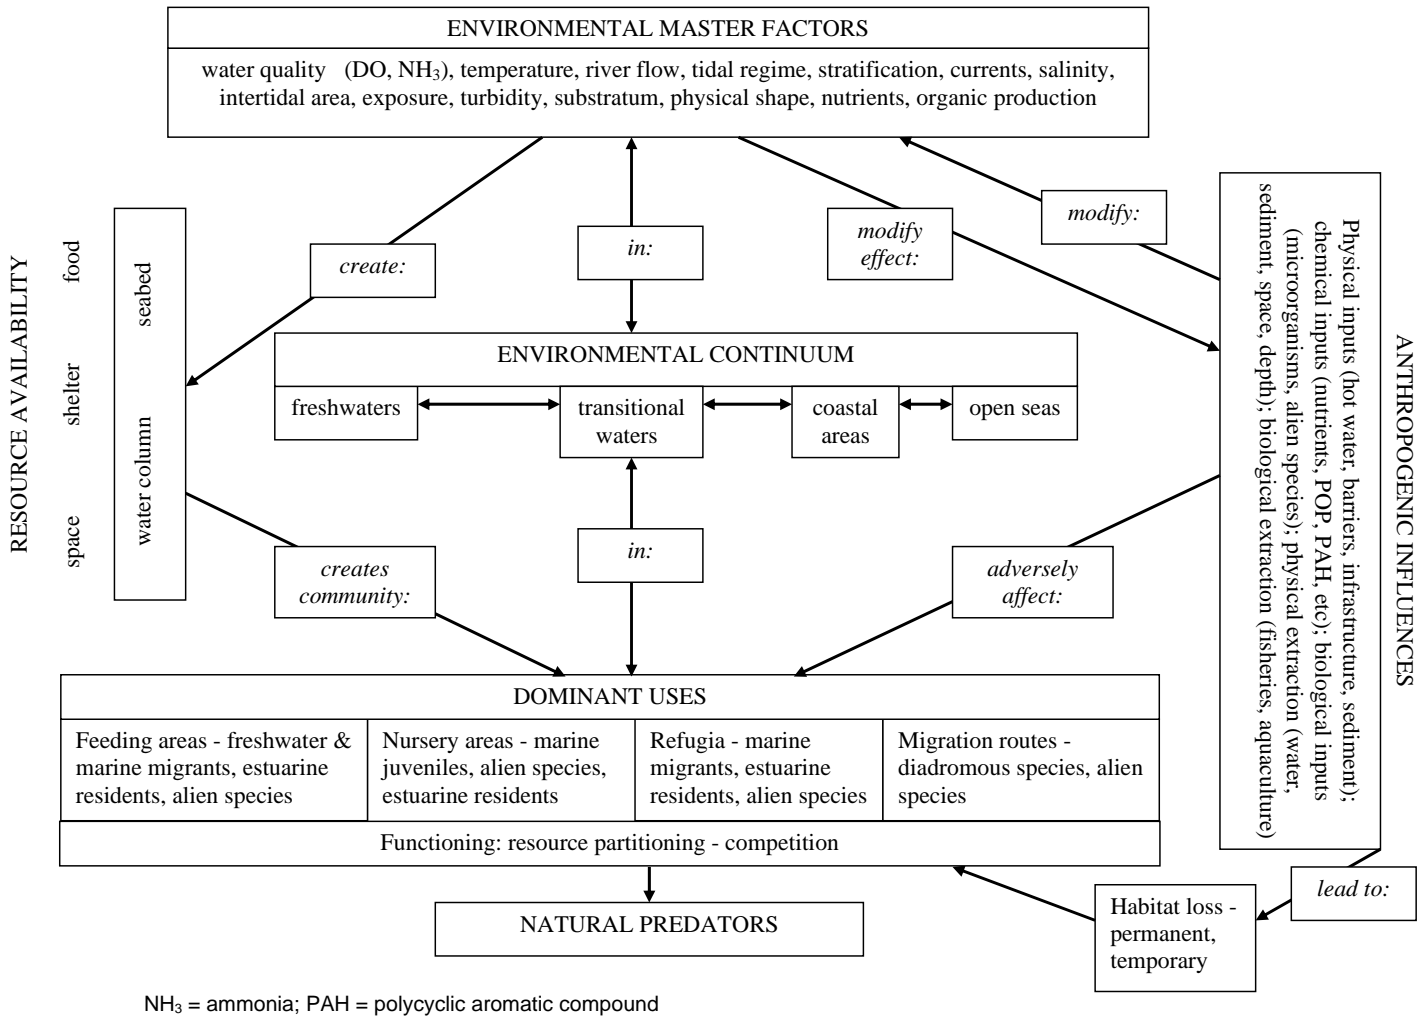 ENVIRONMENTAL MASTER FACTORS
water quality (DO, NH₃), temperature, river flow, tidal regime, stratification, currents, salinity,
intertidal area, exposure, turbidity, substratum, physical shape, nutrients, organic production
RESOURCE AVAILABILITY
food
shelter
space
seabed
water column
create:
in:
modify
effect:
modify:
ENVIRONMENTAL CONTINUUM
freshwaters
transitional
waters
coastal
areas
open seas
ANTHROPOGENIC INFLUENCES
Physical inputs (hot water, barriers, infrastructure, sediment);
chemical inputs (nutrients, POP, PAH, etc); biological inputs
(microorganisms, alien species); physical extraction (water,
sediment, space, depth); biological extraction (fisheries, aquaculture)
creates
community:
in:
adversely
affect:
DOMINANT USES
Feeding areas - freshwater &
marine migrants, estuarine
residents, alien species
Nursery areas - marine
juveniles, alien species,
estuarine residents
Refugia - marine
migrants, estuarine
residents, alien species
Migration routes -
diadromous species, alien
species
Functioning: resource partitioning - competition
lead to:
Habitat loss -
permanent,
temporary
NATURAL PREDATORS
NH₃ = ammonia; PAH = polycyclic aromatic compound